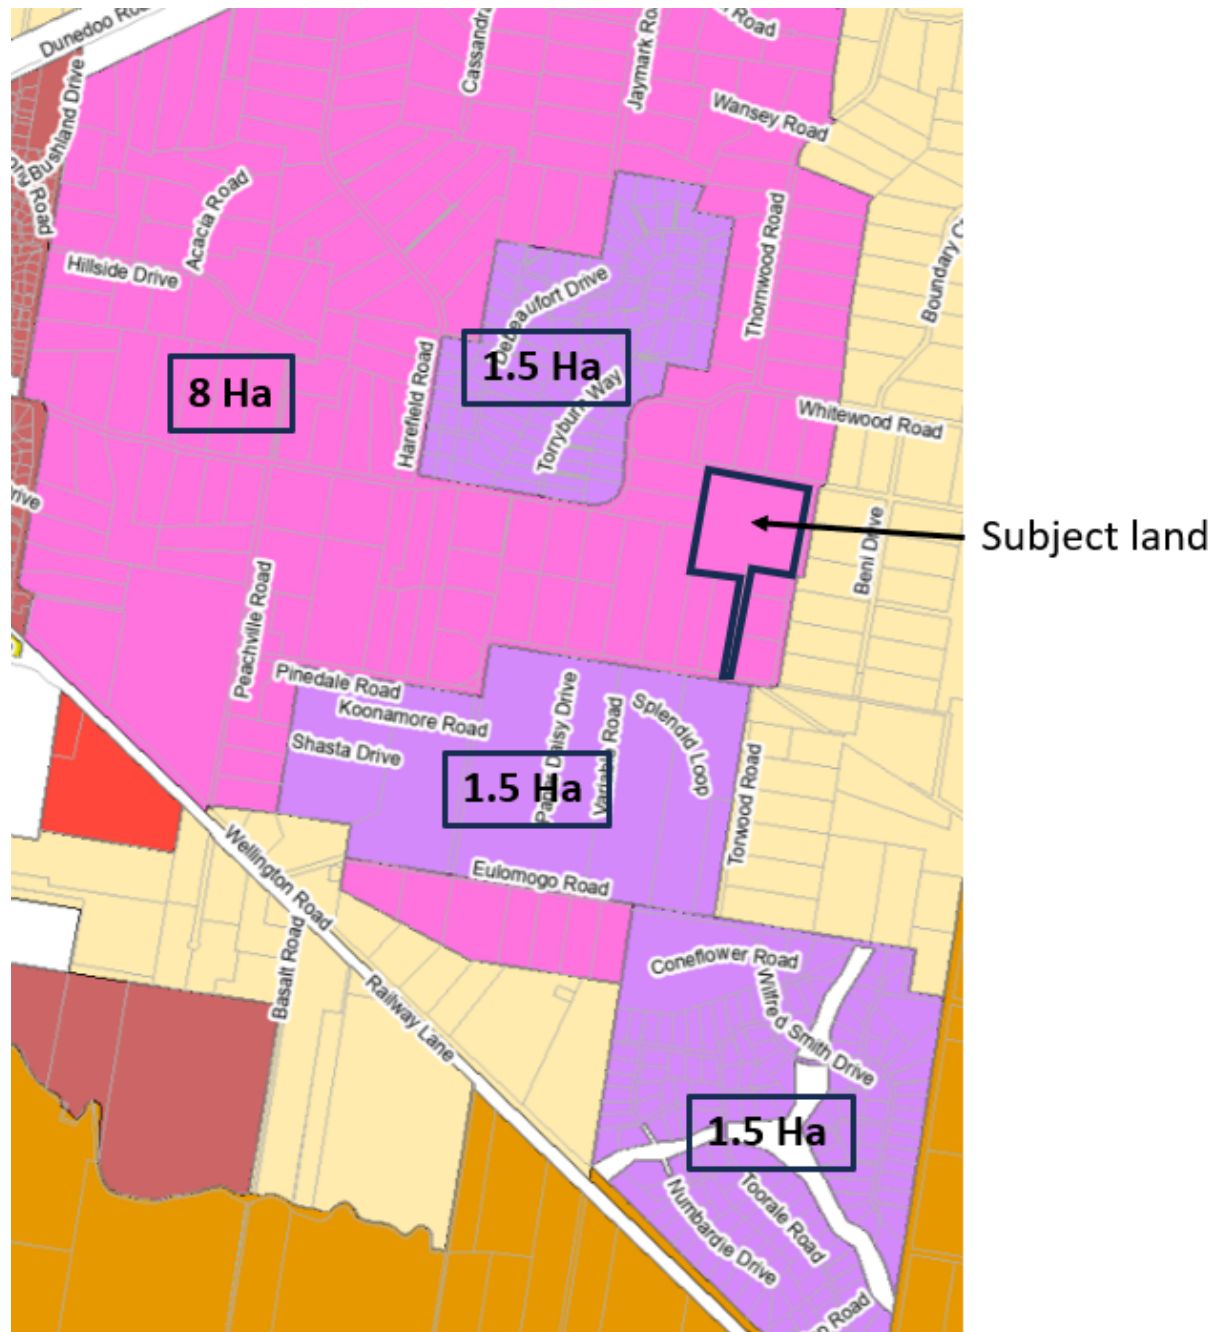 Dunedoo Ro
Bushland Drive
Road
Cassandra
Jaymark Ro
Road
Wansey Road
Acacia Road
Hillside Drive
Thornwood Road
Boundary C
beaufort Drive
1.5 Ha
8 Ha
Harefield Road
Torryburn Way
Whitewood Road
rive
Subject land
Beni Drive
Peachville Road
Pinedale Road
Koonamore Road
Shasta Drive
Daisy Drive
Road
Splendid Loop
1.5 Ha
Torwood Road
Wellington Road
Eulomogo Road
Basalt Road
Railway Lane
Coneflower Road
Wilfred Smith Drive
1.5 Ha
Toorale Road
Numbardie Drive
Road